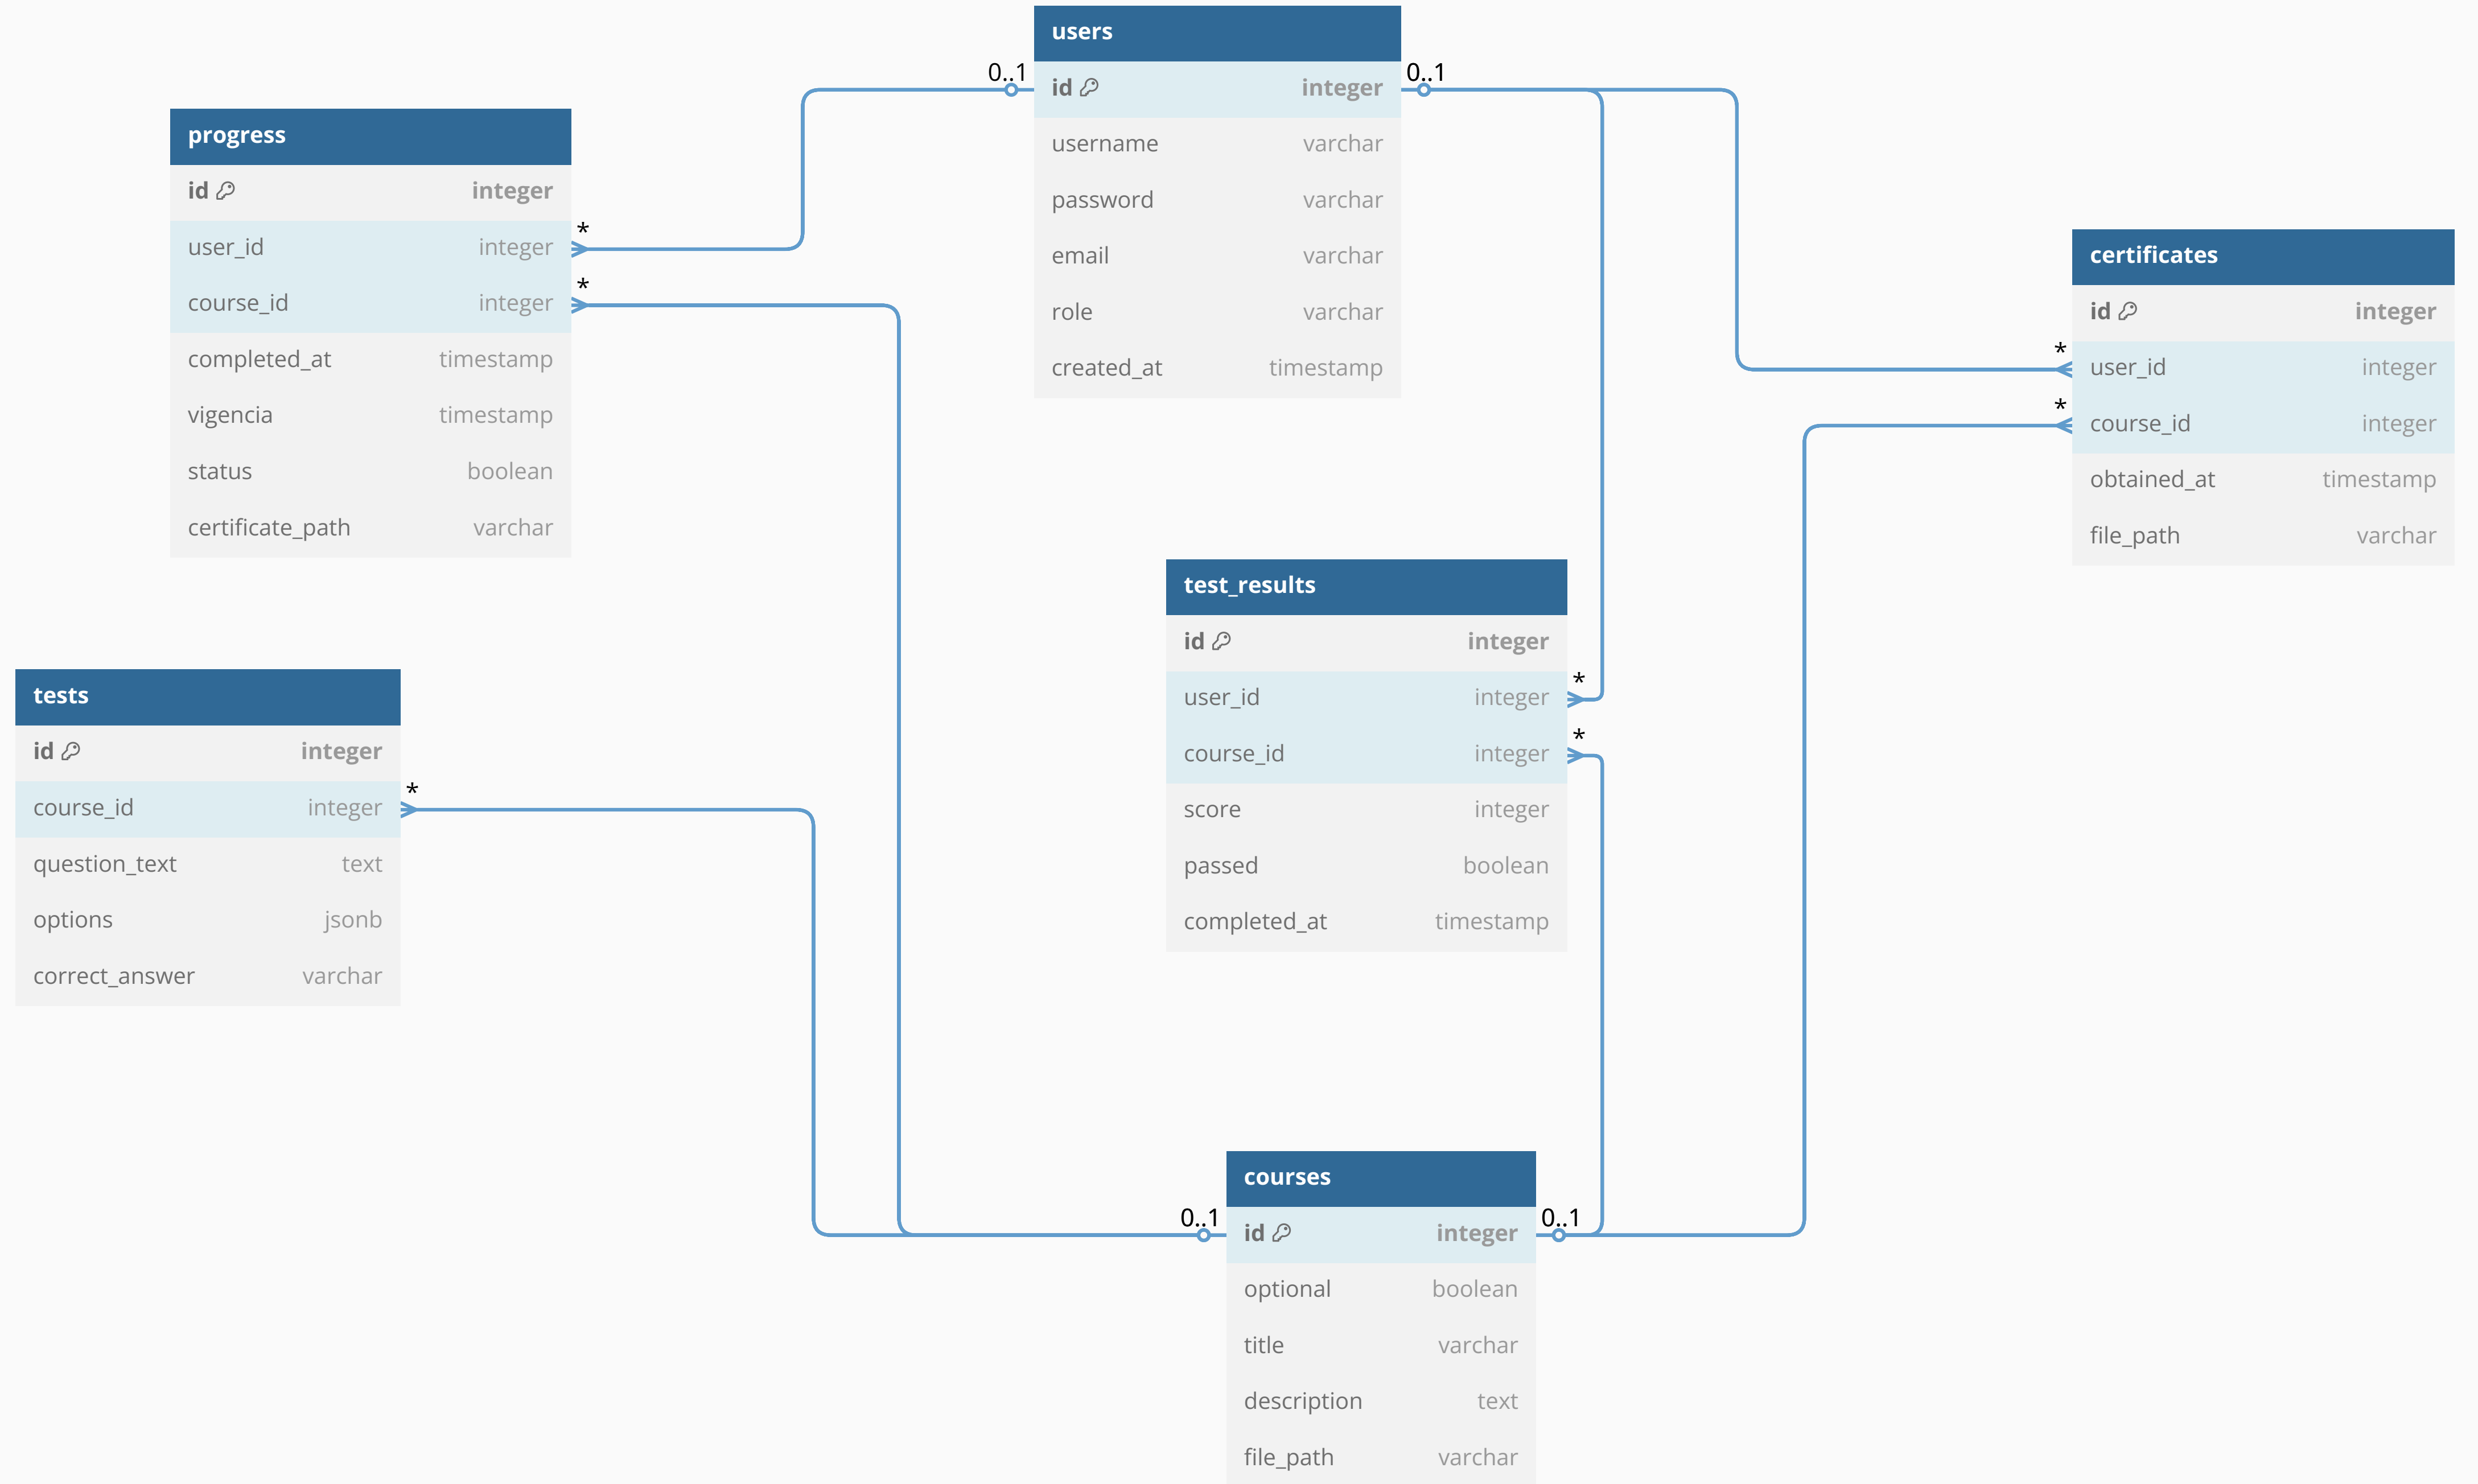 users
0..1
0..1
id integer
username varchar
password varchar
email varchar
role varchar
created_at timestamp
progress
id integer
*
user_id integer
*
course_id integer
completed_at timestamp
vigencia timestamp
status boolean
certificate_path varchar
certificates
id integer
*
user_id integer
*
course_id integer
obtained_at timestamp
file_path varchar
test_results
id integer
*
user_id integer
*
course_id integer
score integer
passed boolean
completed_at timestamp
tests
id integer
*
course_id integer
question_text text
options jsonb
correct_answer varchar
courses
0..1
0..1
id integer
optional boolean
title varchar
description text
file_path varchar